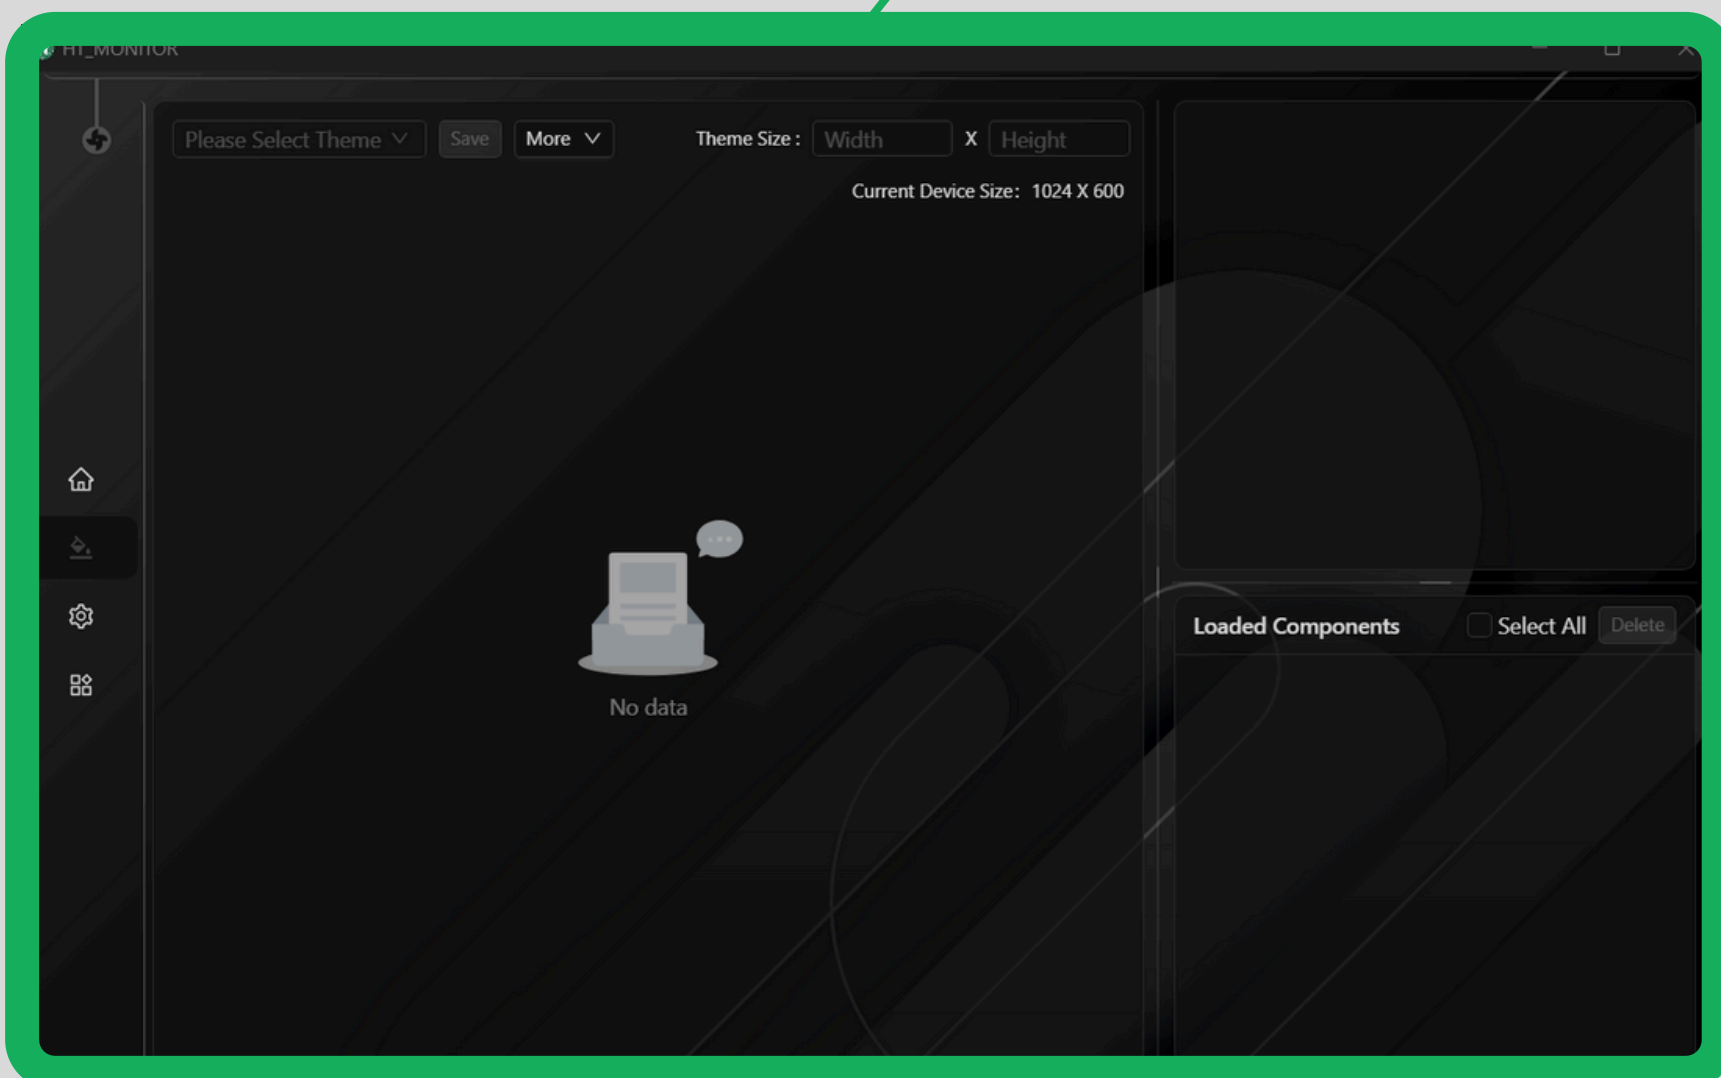 HT_MONITOR
Please Select Theme Save More Theme Size : Width X Height
Current Device Size: 1024 X 600
No data
Loaded Components Select All Delete